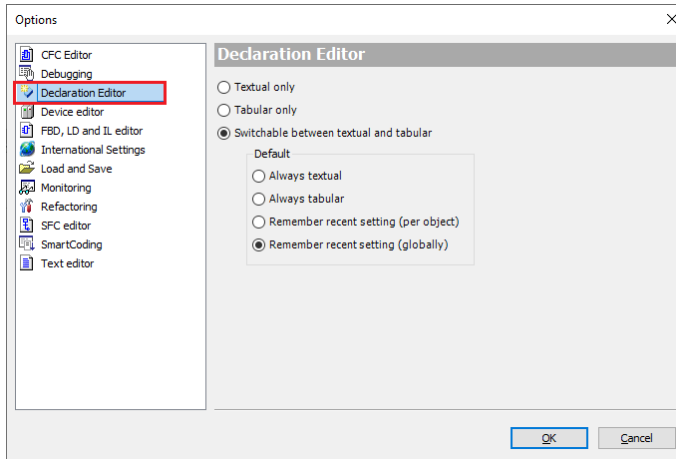 Options
CFC Editor
Debugging
Declaration Editor
Device editor
FBD, LD and IL editor
International Settings
Load and Save
Monitoring
Refactoring
SFC editor
SmartCoding
Text editor
Declaration Editor
Textual only
Tabular only
Switchable between textual and tabular
Default
Always textual
Always tabular
Remember recent setting (per object)
Remember recent setting (globally)
OK
Cancel